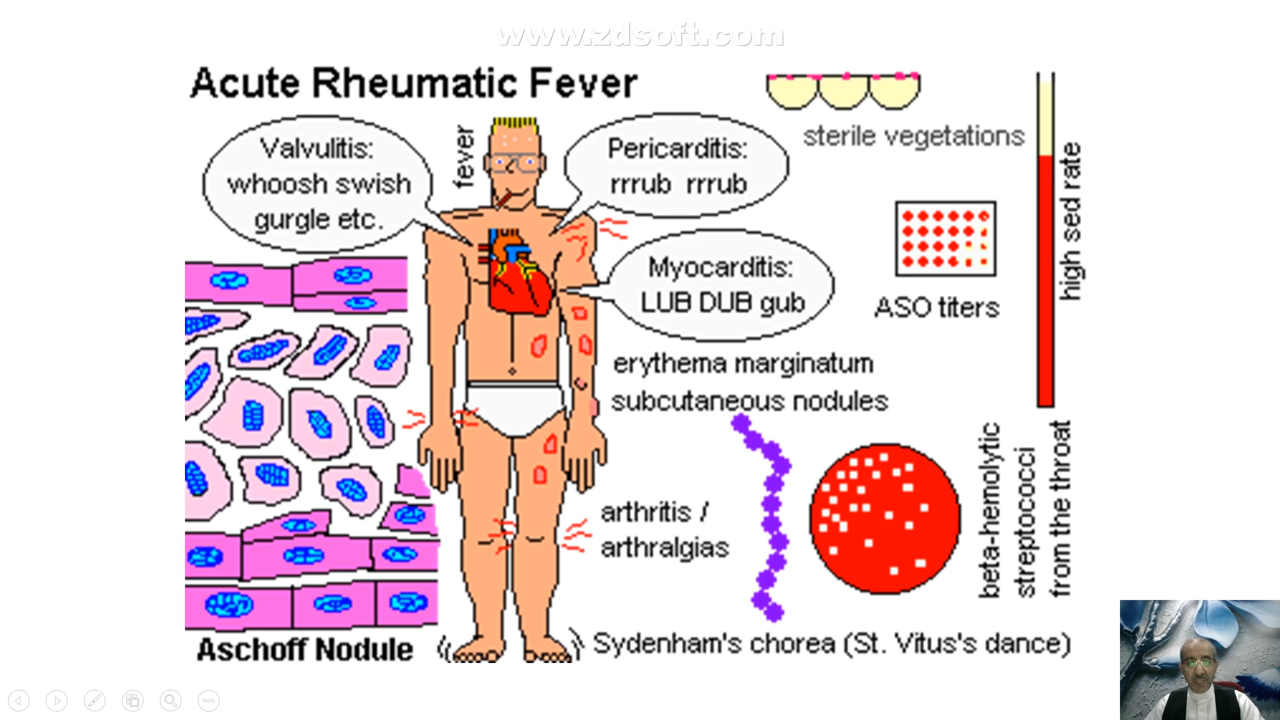 www.zdsoft.com
Acute Rheumatic Fever
Valvulitis:
whoosh swish
gurgle etc.
fever
Pericarditis:
rrrub rrrub
sterile vegetations
Myocarditis:
LUB DUB gub
ASO titers
high sed rate
erythema marginatum
subcutaneous nodules
arthritis /
arthralgias
beta-hemolytic
streptococci
from the throat
Aschoff Nodule
Sydenham's chorea (St. Vitus's dance)